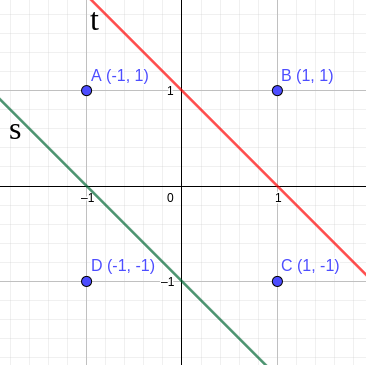 t
A (-1, 1)
B (1, 1)
1
s
–1
0
1
D (-1, -1)
C (1, -1)
–1